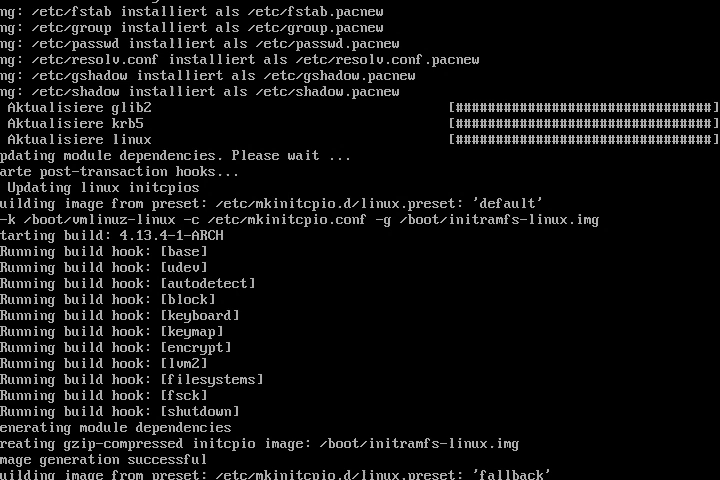 ng: /etc/fstab installiert als /etc/fstab.pacnew
ng: /etc/group installiert als /etc/group.pacnew
ng: /etc/passwd installiert als /etc/passwd.pacnew
ng: /etc/resolv.conf installiert als /etc/resolv.conf.pacnew
ng: /etc/gshadow installiert als /etc/gshadow.pacnew
ng: /etc/shadow installiert als /etc/shadow.pacnew
Aktualisiere glib2 [################################]
Aktualisiere krb5 [################################]
Aktualisiere linux [################################]
pdating module dependencies. Please wait ...
arte post-transaction hooks...
Updating linux initcpios
uilding image from preset: /etc/mkinitcpio.d/linux.preset: 'default'
-k /boot/vmlinuz-linux -c /etc/mkinitcpio.conf -g /boot/initramfs-linux.img
tarting build: 4.13.4-1-ARCH
Running build hook: [base]
Running build hook: [udev]
Running build hook: [autodetect]
Running build hook: [block]
Running build hook: [keyboard]
Running build hook: [keymap]
Running build hook: [encrypt]
Running build hook: [lvm2]
Running build hook: [filesystems]
Running build hook: [fsck]
Running build hook: [shutdown]
enerating module dependencies
reating gzip-compressed initcpio image: /boot/initramfs-linux.img
mage generation successful
uilding image from preset: /etc/mkinitcpio.d/linux.preset: 'fallback'